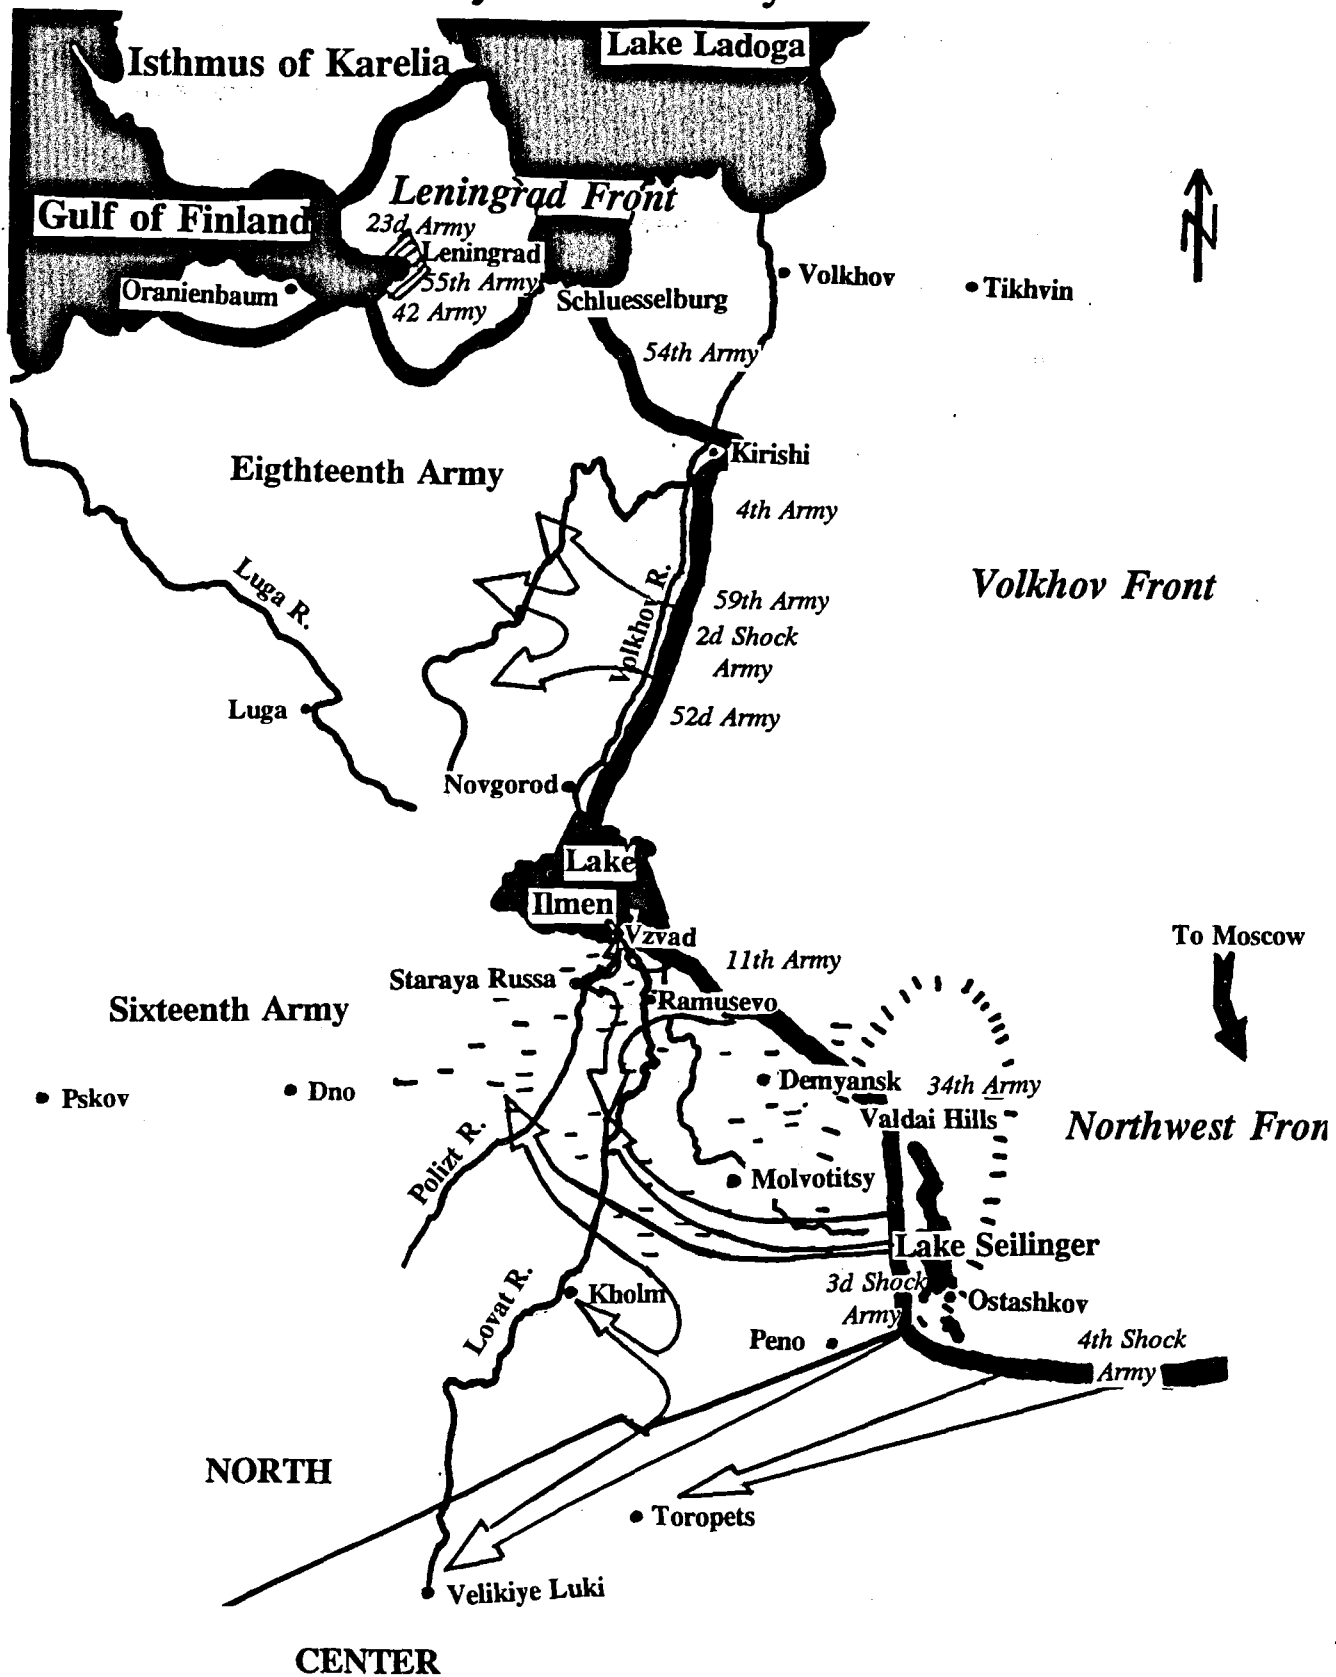 Isthmus of Karelia
Lake Ladoga
Leningrad Front
Gulf of Finland
23d Army
Leningrad
55th Army
Oranienbaum
42 Army
Schluesselburg
Volkhov
Tikhvin
N
54th Army
Kirishi
Eigthteenth Army
4th Army
Luga R.
Volkhov R.
Volkhov Front
59th Army
2d Shock
Army
Luga
52d Army
Novgorod
Lake
Ilmen
Vzvad
To Moscow
11th Army
Staraya Russa
Ramusevo
Sixteenth Army
Pskov
Dno
Demyansk
34th Army
Valdai Hills
Northwest Fron
Polizt R.
Molvotitsy
Lake Seilinger
3d Shock
Army
Ostashkov
Lovat R.
Kholm
Peno
4th Shock
Army
NORTH
Toropets
Velikiye Luki
CENTER